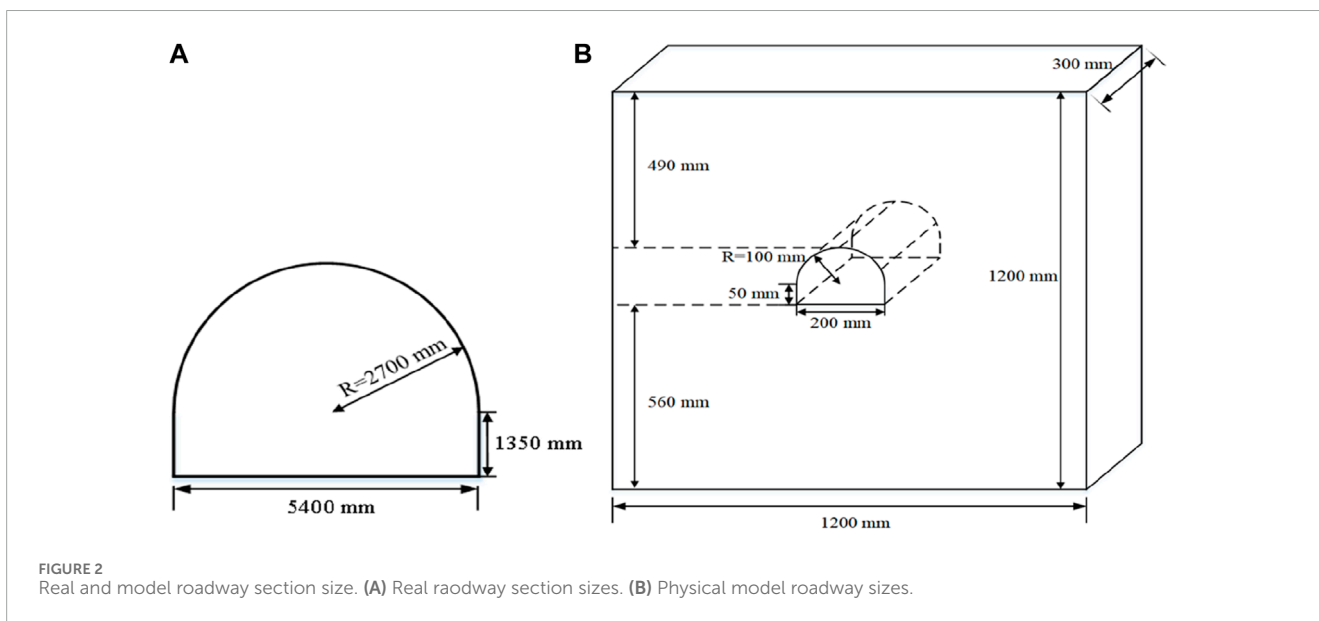 A
R=2700 mm
1350 mm
5400 mm
B
300 mm
490 mm
R=100 mm
50 mm
200 mm
1200 mm
560 mm
1200 mm
FIGURE 2
Real and model roadway section size. (A) Real raodway section sizes. (B) Physical model roadway sizes.